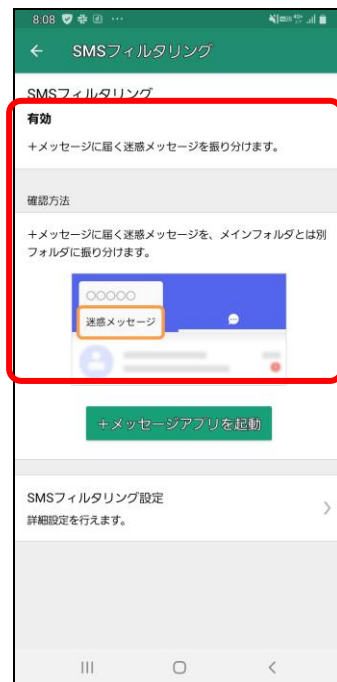 8:08
SMSフィルタリング
SMSフィルタリング
有効
+メッセージに届く迷惑メッセージを振り分けます。
確認方法
+メッセージに届く迷惑メッセージを、メインフォルダとは別
フォルダに振り分けます。
○○○○○
迷惑メッセージ
+メッセージアプリを起動
SMSフィルタリング設定
詳細設定を行えます。